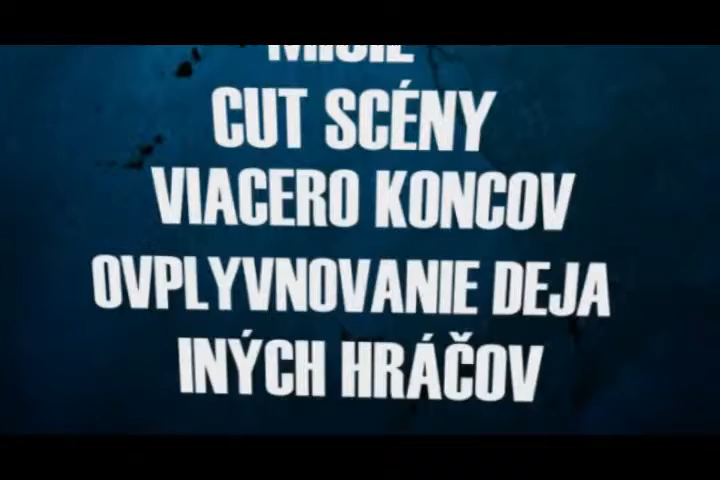 CUT SCÉNY
VIACERO KONCOV
OVPLYVNOVANIE DEJA
INÝCH HRÁČOV